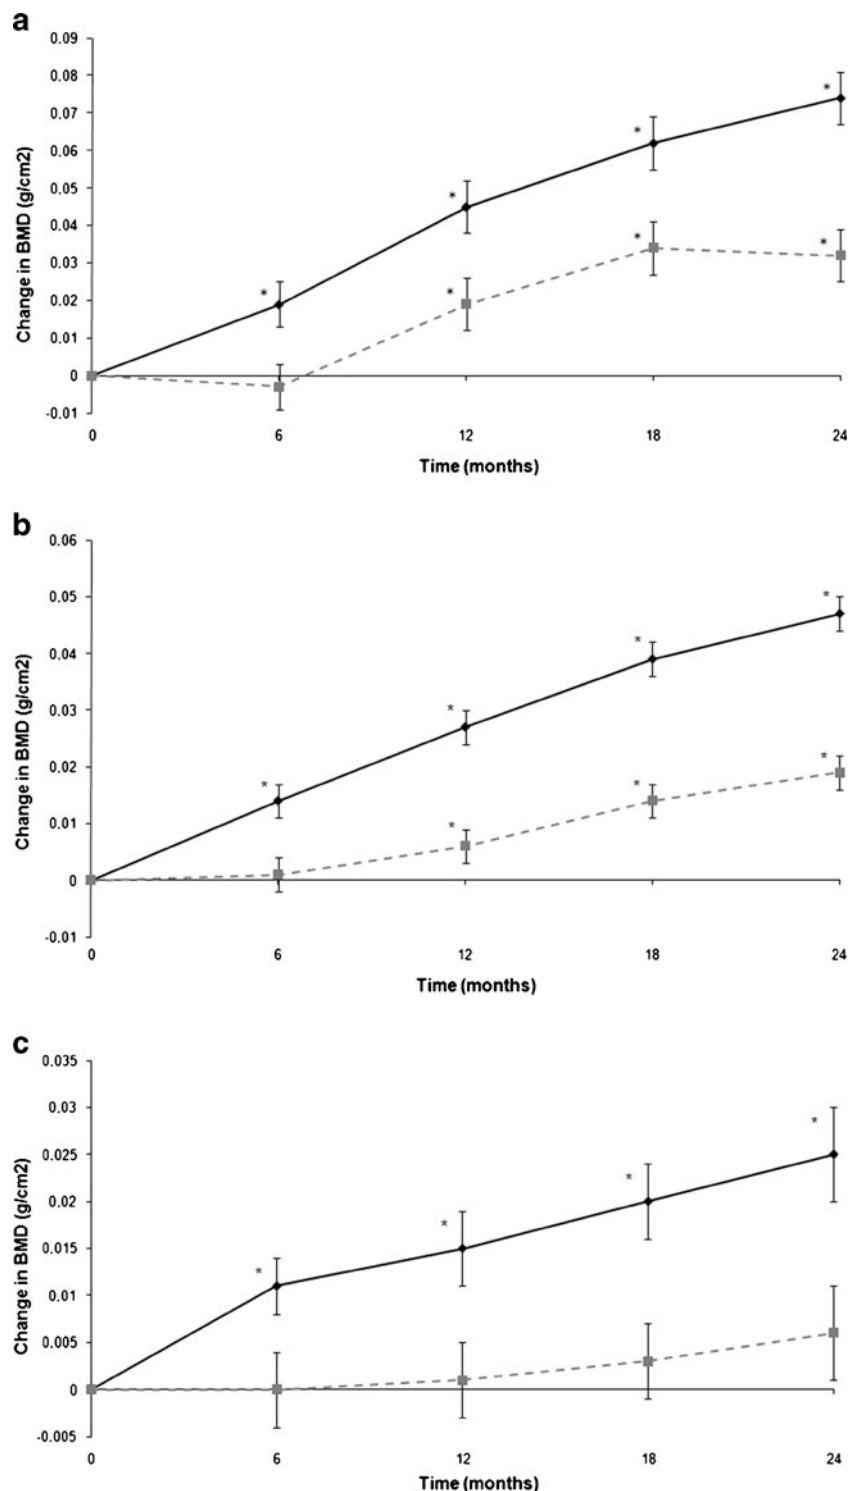 a
0.09
0.08
0.07
0.06
0.05
0.04
0.03
0.02
0.01
0
-0.01
Change in BMD (g/cm2)
* * * *
* * *
0 6 12 18 24
Time (months)
b
0.06
0.05
0.04
0.03
0.02
0.01
0
-0.01
Change in BMD (g/cm2)
* * * *
* * *
0 6 12 18 24
Time (months)
c
0.035
0.03
0.025
0.02
0.015
0.01
0.005
0
-0.005
Change in BMD (g/cm2)
* * * *
0 6 12 18 24
Time (months)